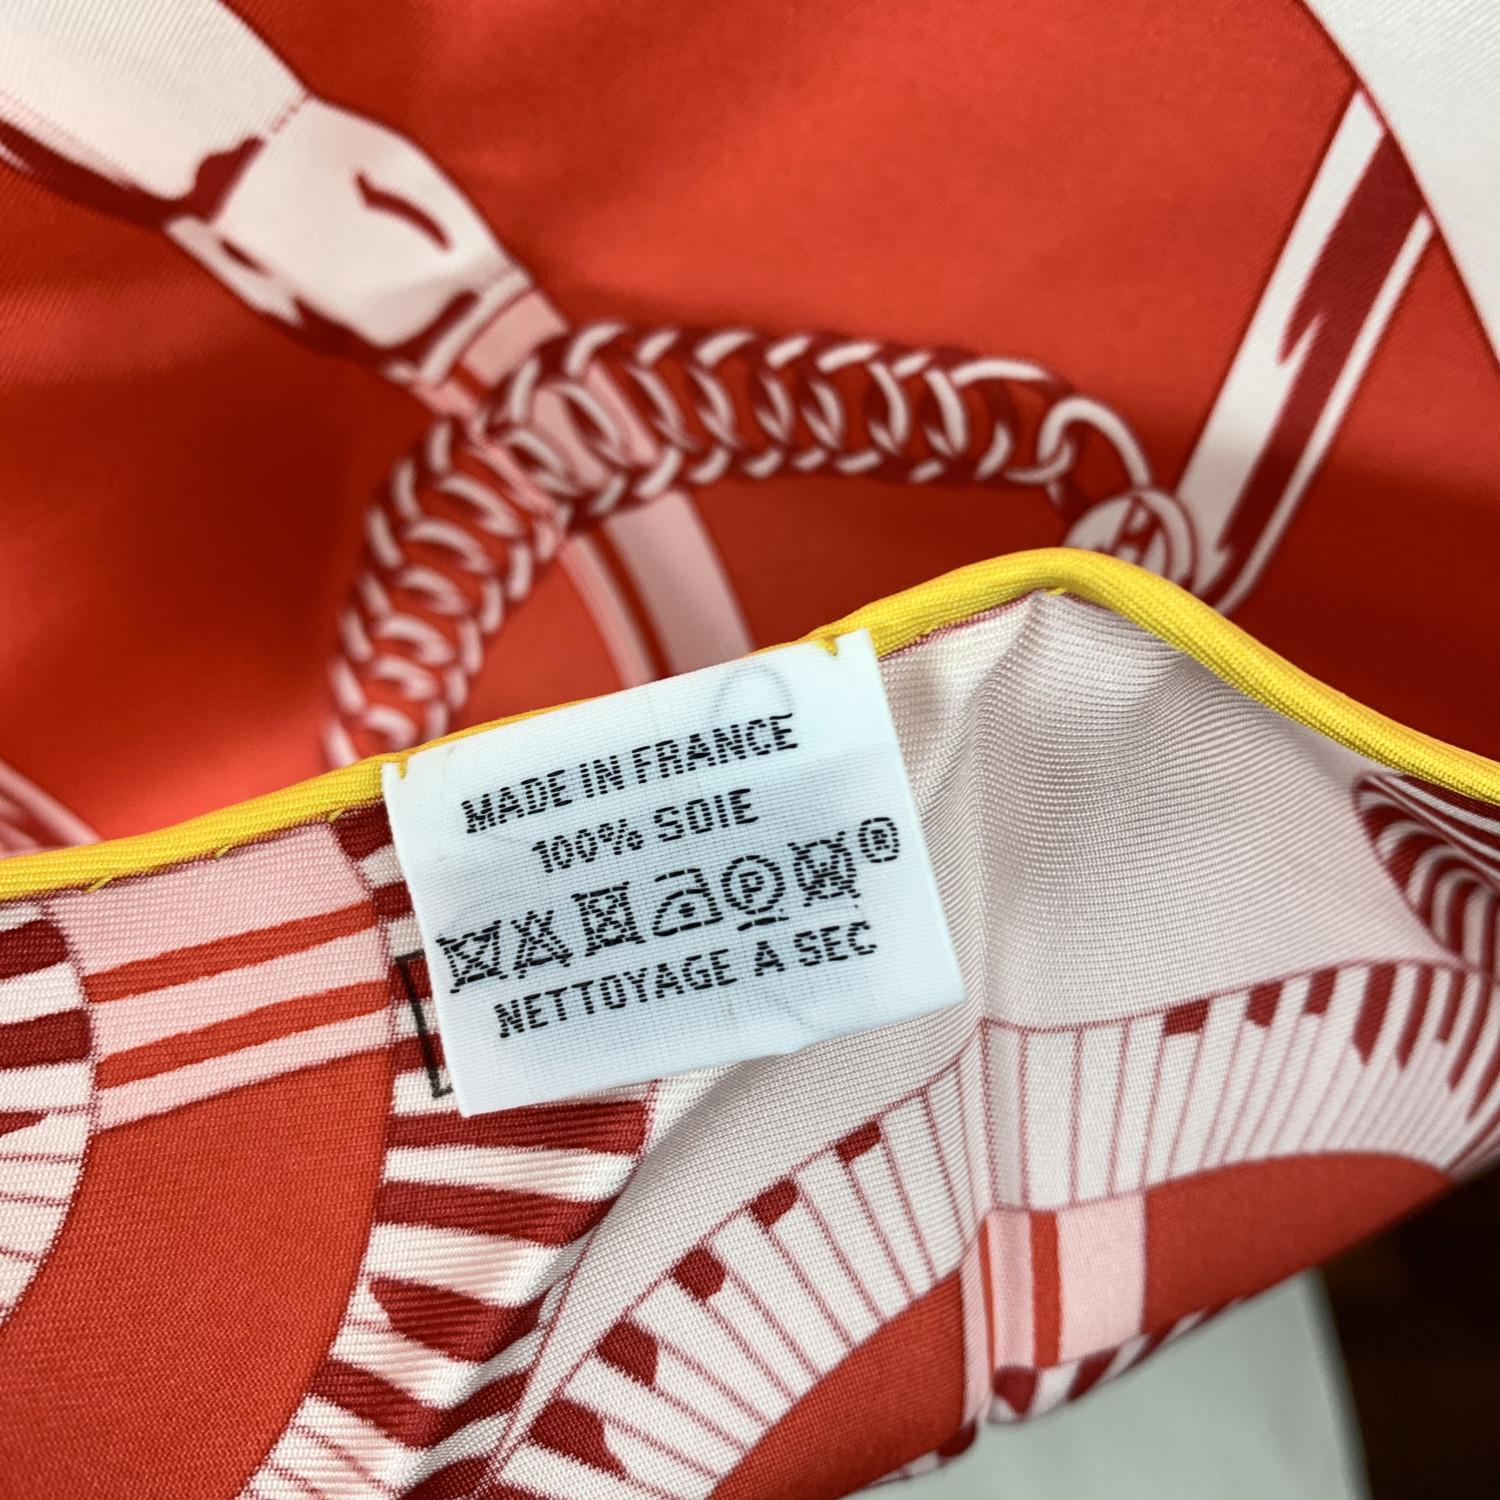 MADE IN FRANCE
100% SOIE
P W ®
NETTOYAGE A SEC